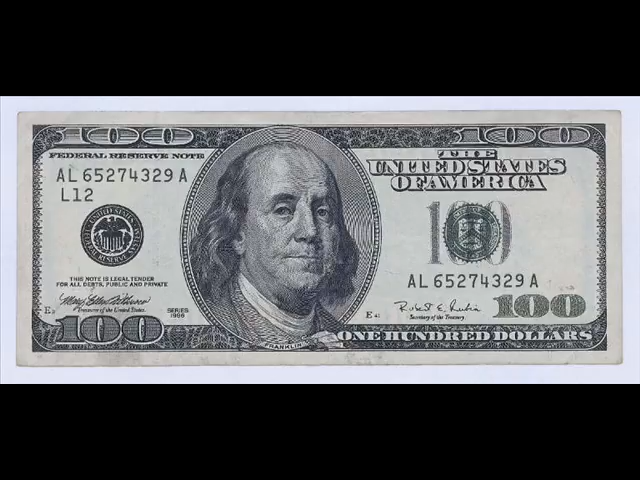 100 100
FEDERAL RESERVE NOTE
THE
UNITED STATES
OF AMERICA
AL 65274329 A
L12
100
THIS NOTE IS LEGAL TENDER
FOR ALL DEBTS, PUBLIC AND PRIVATE
AL 65274329 A
Treasurer of the United States.
SERIES
1996
Robert E. Rubin
Secretary of the Treasury.
100
100
FRANKLIN
ONE HUNDRED DOLLARS